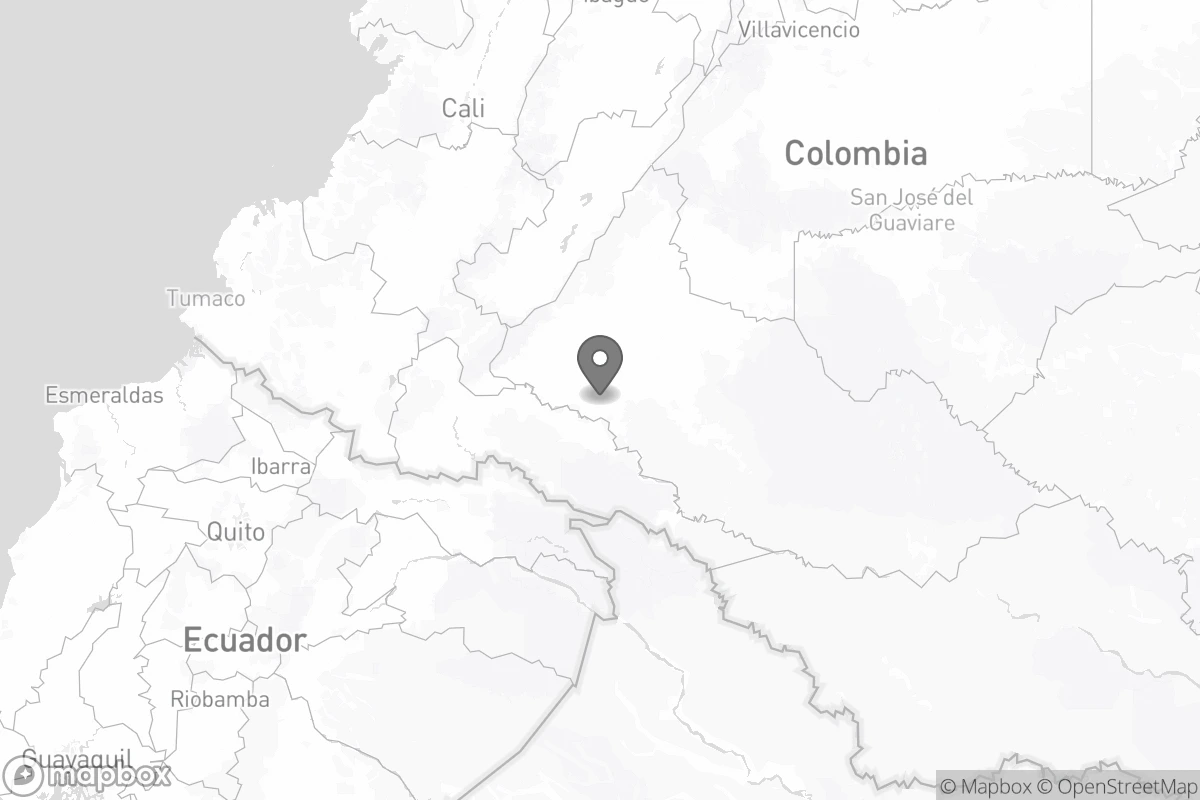 Ibagué
Villavicencio
Cali
Colombia
San José del
Guaviare
Tumaco
Esmeraldas
Ibarra
Quito
Ecuador
Riobamba
Guayaquil
mapbox
© Mapbox © OpenStreetMap